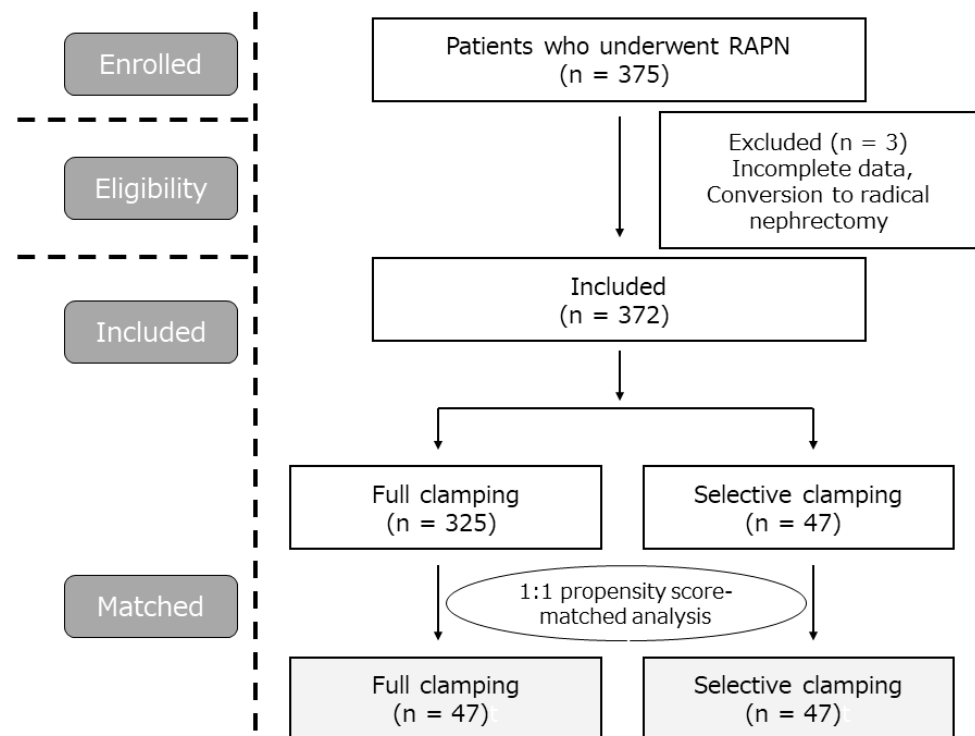 Enrolled
Patients who underwent RAPN
(n = 375)
Excluded (n = 3)
Incomplete data,
Conversion to radical
nephrectomy
Eligibility
Included
(n = 372)
Included
Full clamping
(n = 325)
Selective clamping
(n = 47)
1:1 propensity score-
matched analysis
Matched
Full clamping
(n = 47)t
Selective clamping
(n = 47)t